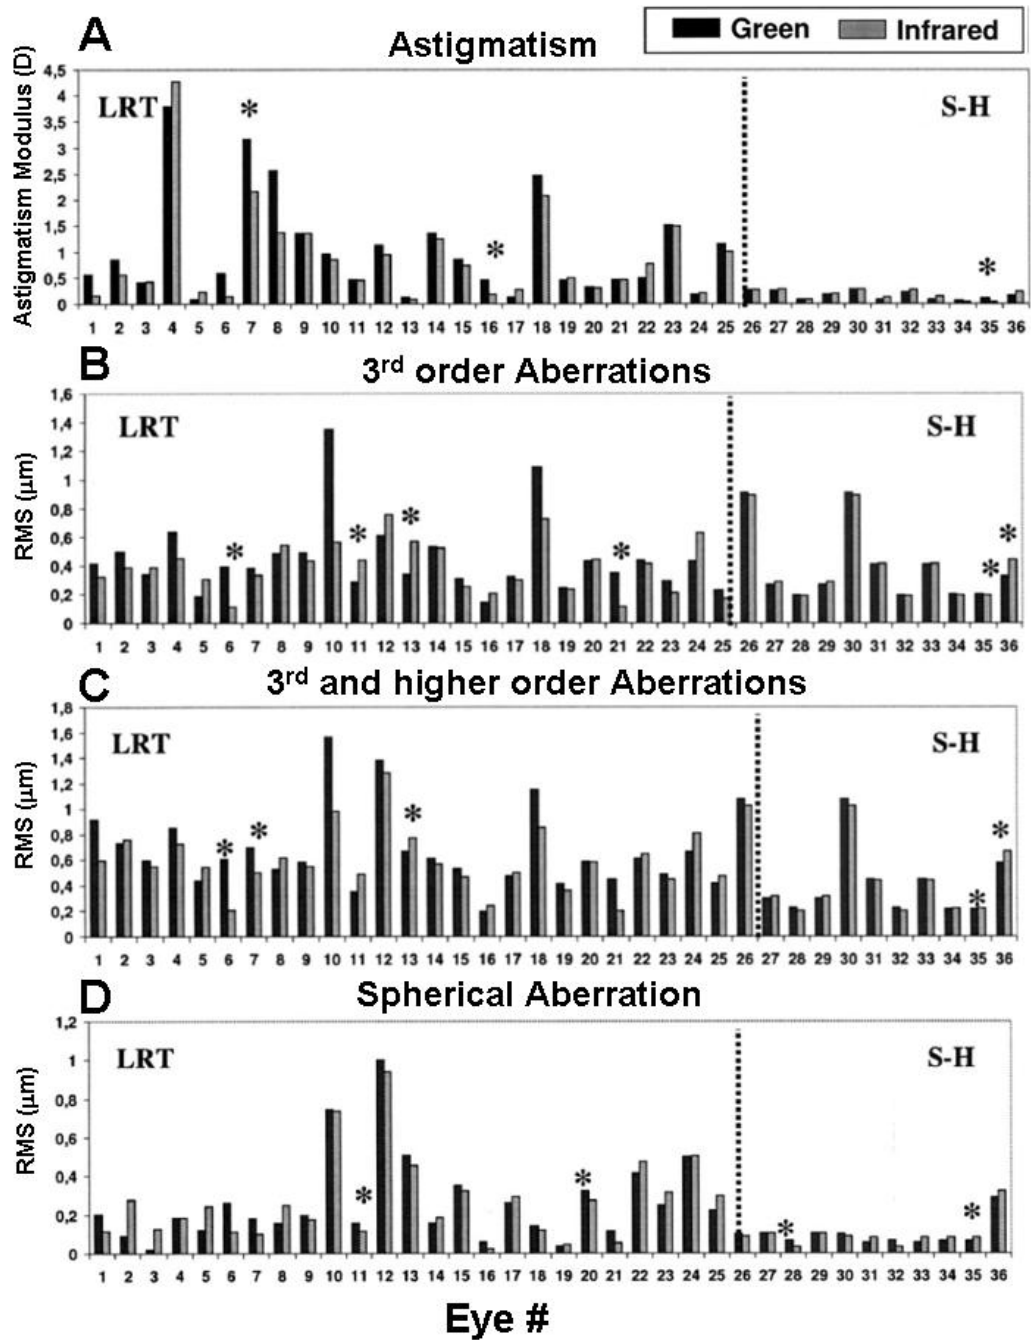 A
Astigmatism
Green Infrared
Astigmatism Modulus (D)
4,5
4
3,5
3
2,5
2
1,5
1
0,5
0
LRT
S-H
*
*
*
1 2 3 4 5 6 7 8 9 10 11 12 13 14 15 16 17 18 19 20 21 22 23 24 25 26 27 28 29 30 31 32 33 34 35 36
B
3rd order Aberrations
RMS (μm)
1,6
1,4
1,2
1
0,8
0,6
0,4
0,2
0
LRT
S-H
*
*
*
*
*
*
1 2 3 4 5 6 7 8 9 10 11 12 13 14 15 16 17 18 19 20 21 22 23 24 25 26 27 28 29 30 31 32 33 34 35 36
C
3rd and higher order Aberrations
RMS (μm)
1,8
1,6
1,4
1,2
1
0,8
0,6
0,4
0,2
0
LRT
S-H
*
*
*
*
*
1 2 3 4 5 6 7 8 9 10 11 12 13 14 15 16 17 18 19 20 21 22 23 24 25 26 27 28 29 30 31 32 33 34 35 36
D
Spherical Aberration
RMS (μm)
1,2
1
0,8
0,6
0,4
0,2
0
LRT
S-H
*
*
*
*
1 2 3 4 5 6 7 8 9 10 11 12 13 14 15 16 17 18 19 20 21 22 23 24 25 26 27 28 29 30 31 32 33 34 35 36
Eye #